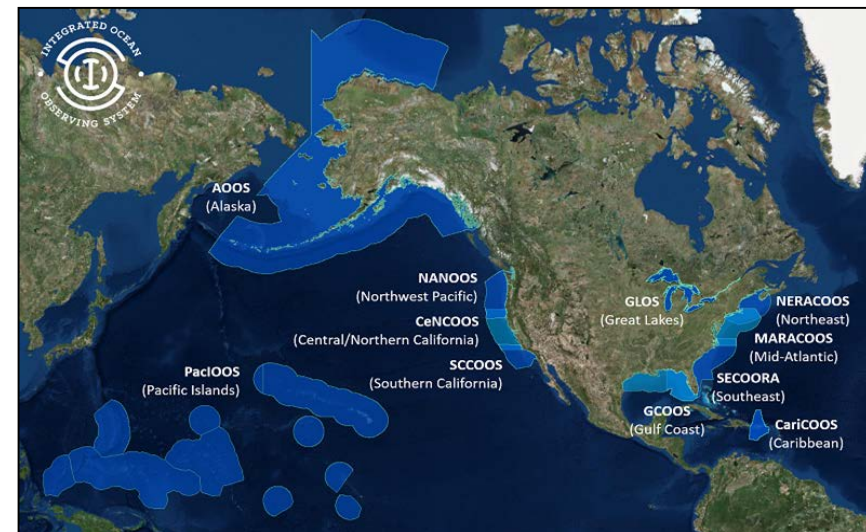 INTEGRATED OCEAN
OBSERVING SYSTEM
AOOS
(Alaska)
NANOOS
(Northwest Pacific)
CeNCOOS
(Central/Northern California)
SCCOOS
(Southern California)
PacIOOS
(Pacific Islands)
GLOS
(Great Lakes)
NERACOOS
(Northeast)
MARACOOS
(Mid-Atlantic)
SECOORA
(Southeast)
GCOOS
(Gulf Coast)
CariCOOS
(Caribbean)